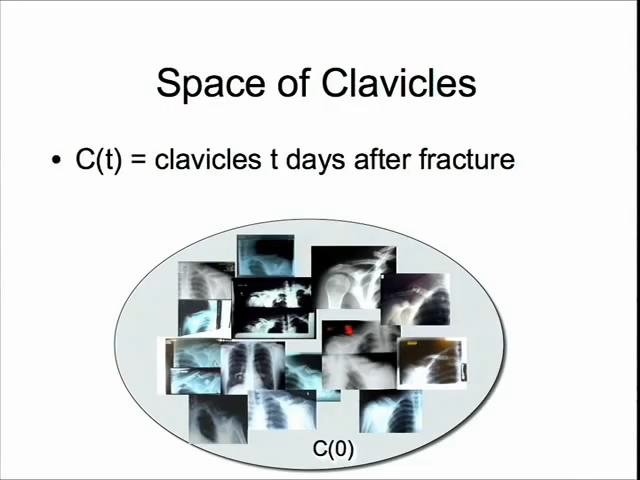 Space of Clavicles
• C(t) = clavicles t days after fracture
C(0)